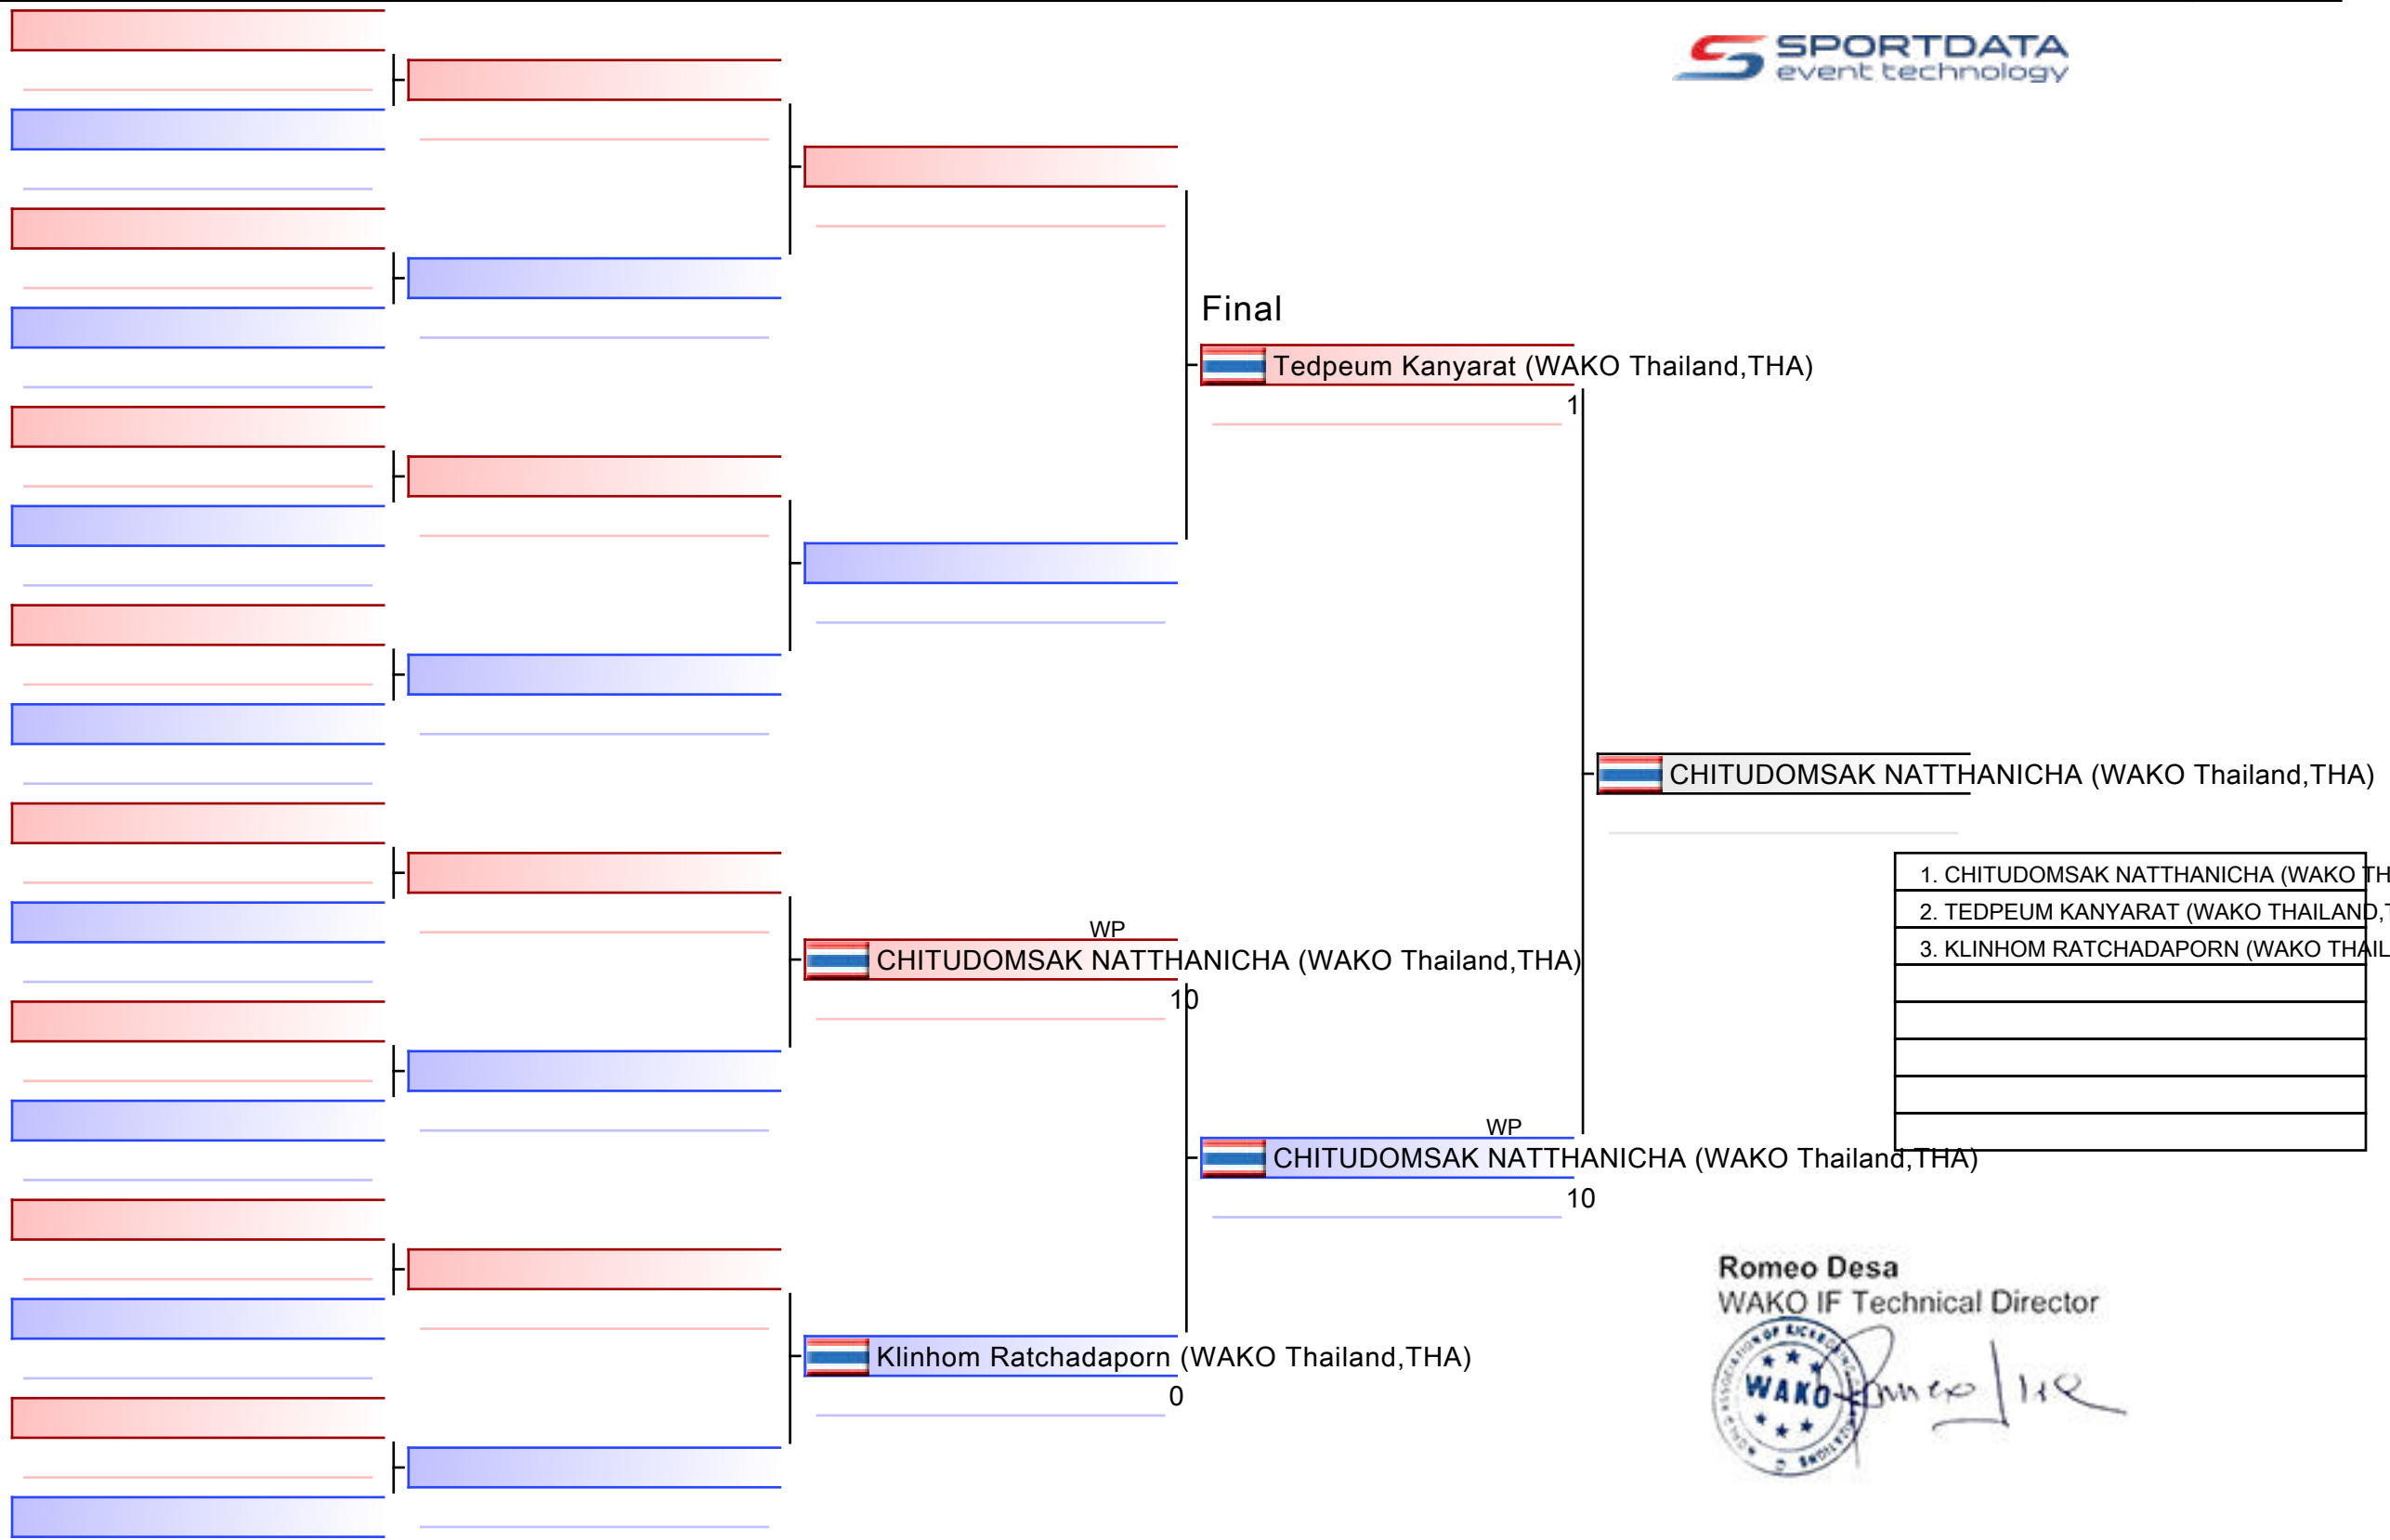 SPORTDATA
event technology
Final
Tedpeum Kanyarat (WAKO Thailand,THA)
1
CHITUDOMSAK NATTHANICHA (WAKO Thailand,THA)
1. CHITUDOMSAK NATTHANICHA (WAKO TH
2. TEDPEUM KANYARAT (WAKO THAILAND,T
3. KLINHOM RATCHADAPORN (WAKO THAIL
WP
CHITUDOMSAK NATTHANICHA (WAKO Thailand,THA)
10
WP
CHITUDOMSAK NATTHANICHA (WAKO Thailand,THA)
10
Klinhom Ratchadaporn (WAKO Thailand,THA)
0
Romeo Desa
WAKO IF Technical Director
WAKO